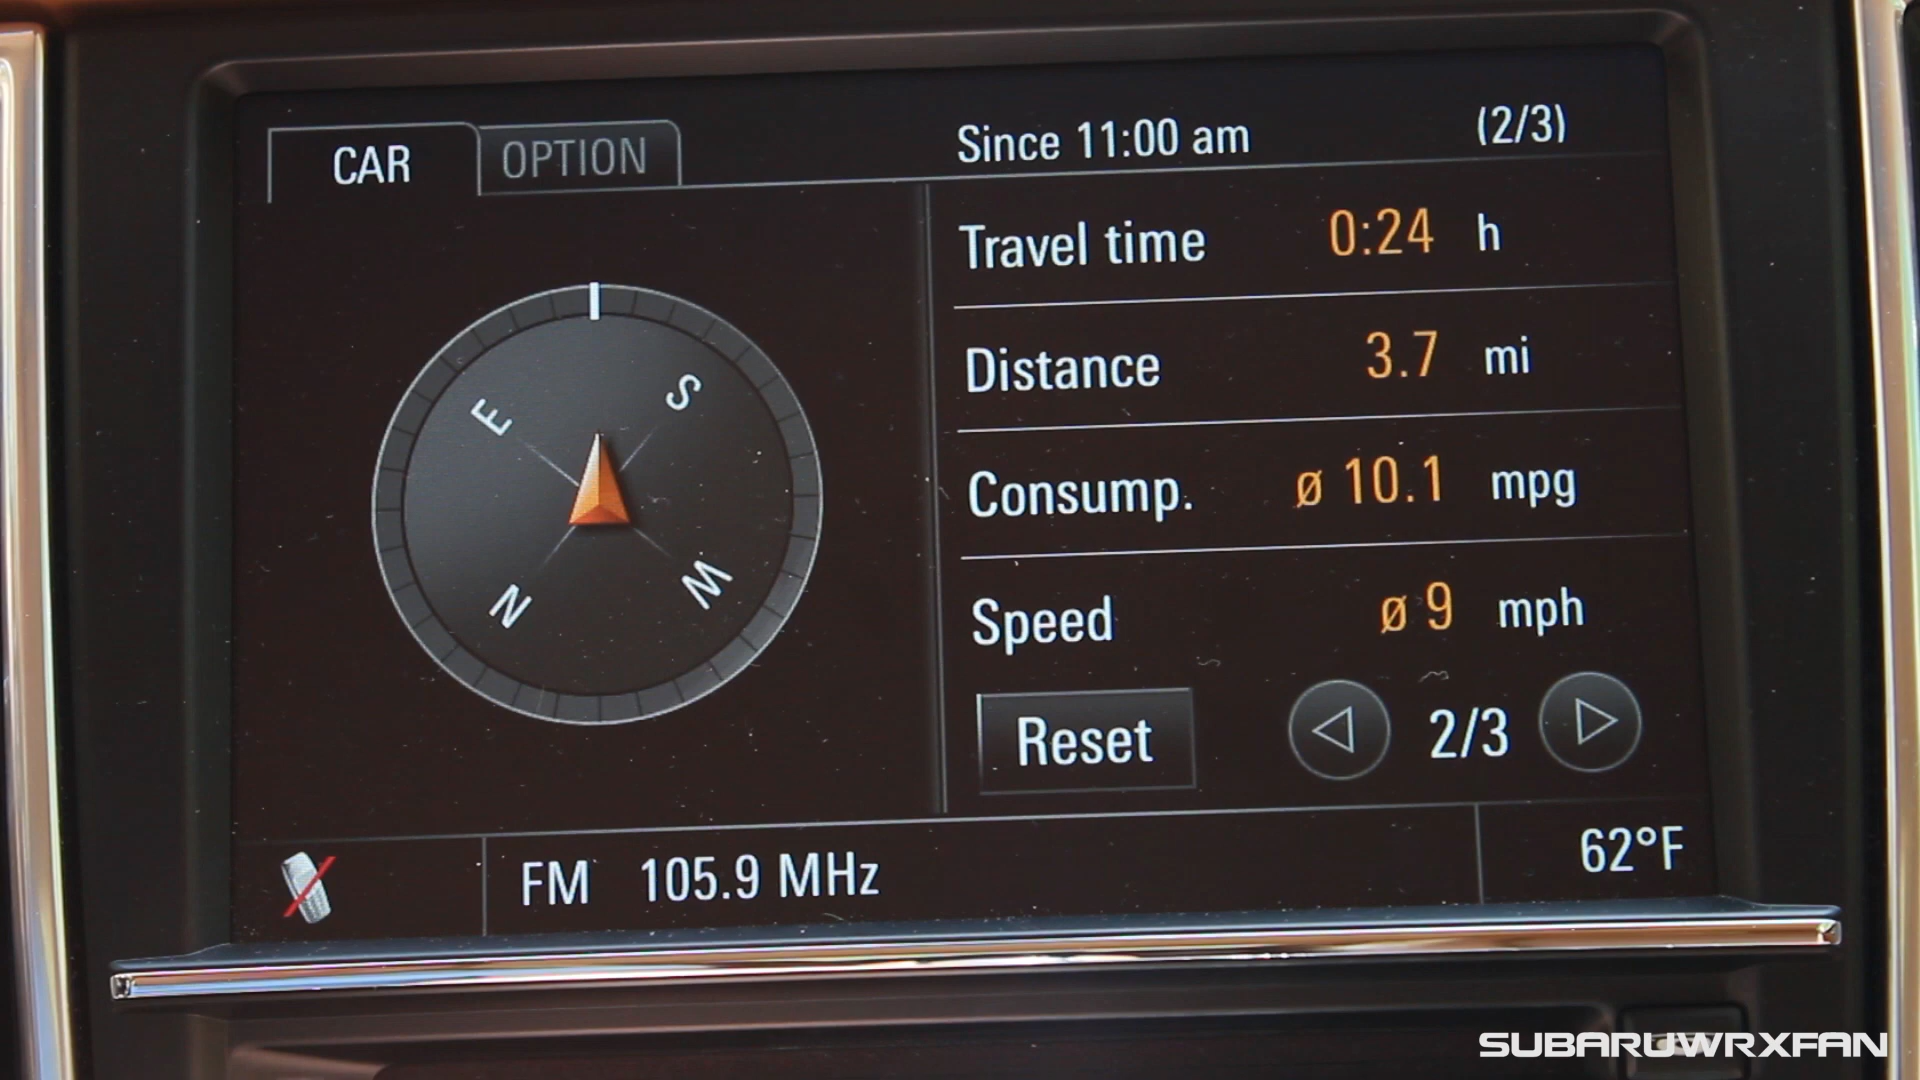 CAR OPTION Since 11:00 am (2/3)
Travel time 0:24 h
Distance 3.7 mi
E S
Consump. ø 10.1 mpg
N W
Speed ø 9 mph
Reset 2/3
FM 105.9 MHz 62°F
SUBARUWRXFAN